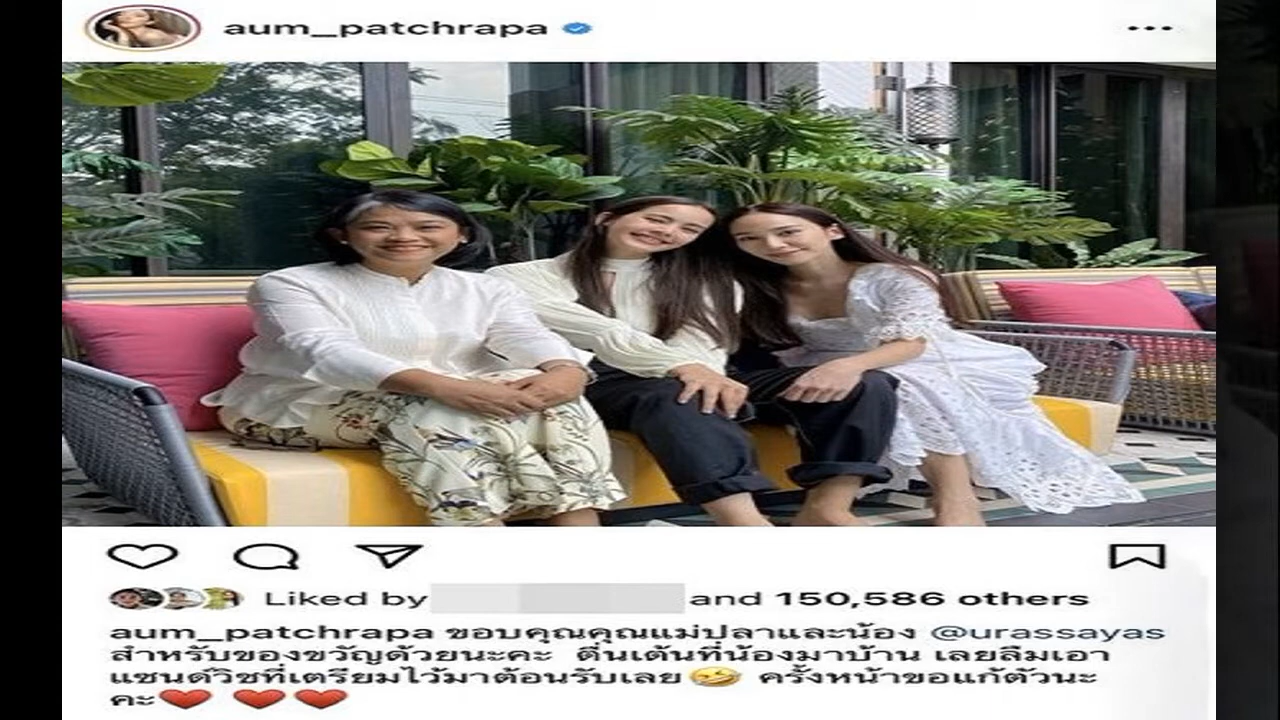 aum_patchrapa
Liked by and 150,586 others
aum_patchrapa ขอบคุณคุณแม่ปลาและน้อง @urassayas
สำหรับของขวัญด้วยนะคะ ตื่นเต้นที่น้องมาบ้าน เลยลืมเอา
แซนด์วิชที่เตรียมไว้มาต้อนรับเลย🤣 ครั้งหน้าขอแก้ตัวนะ
คะ❤️ ❤️ ❤️